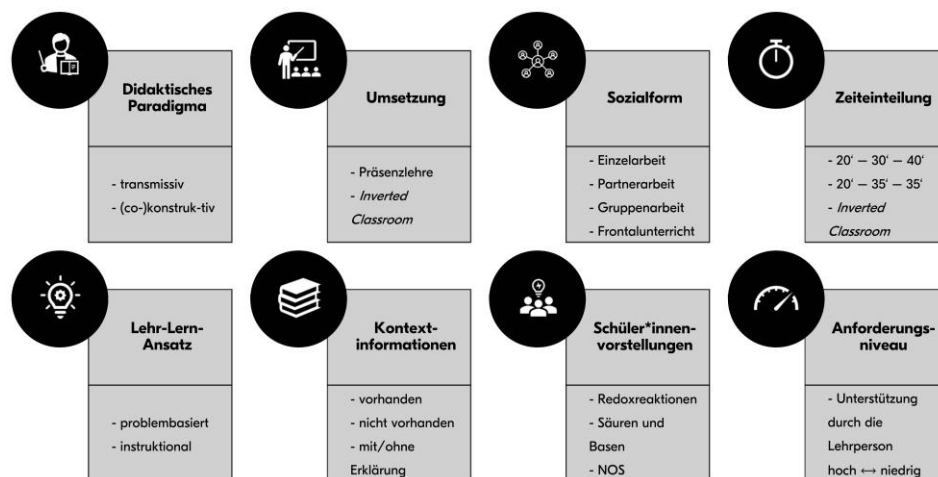 Didaktisches
Paradigma
- transmissiv
- (co-)konstruk-tiv
Umsetzung
- Präsenzlehre
- Inverted
Classroom
Sozialform
- Einzelarbeit
- Partnerarbeit
- Gruppenarbeit
- Frontalunterricht
Zeiteinteilung
- 20‘ – 30‘ – 40‘
- 20‘ – 35‘ – 35‘
- Inverted
Classroom
Lehr-Lern-
Ansatz
- problembasiert
- instruktional
Kontext-
informationen
- vorhanden
- nicht vorhanden
- mit/ohne
Erklärung
Schüler*innen-
vorstellungen
- Redoxreaktionen
- Säuren und
Basen
- NOS
Anforderungs-
niveau
- Unterstützung
durch die
Lehrperson
hoch ↔ niedrig